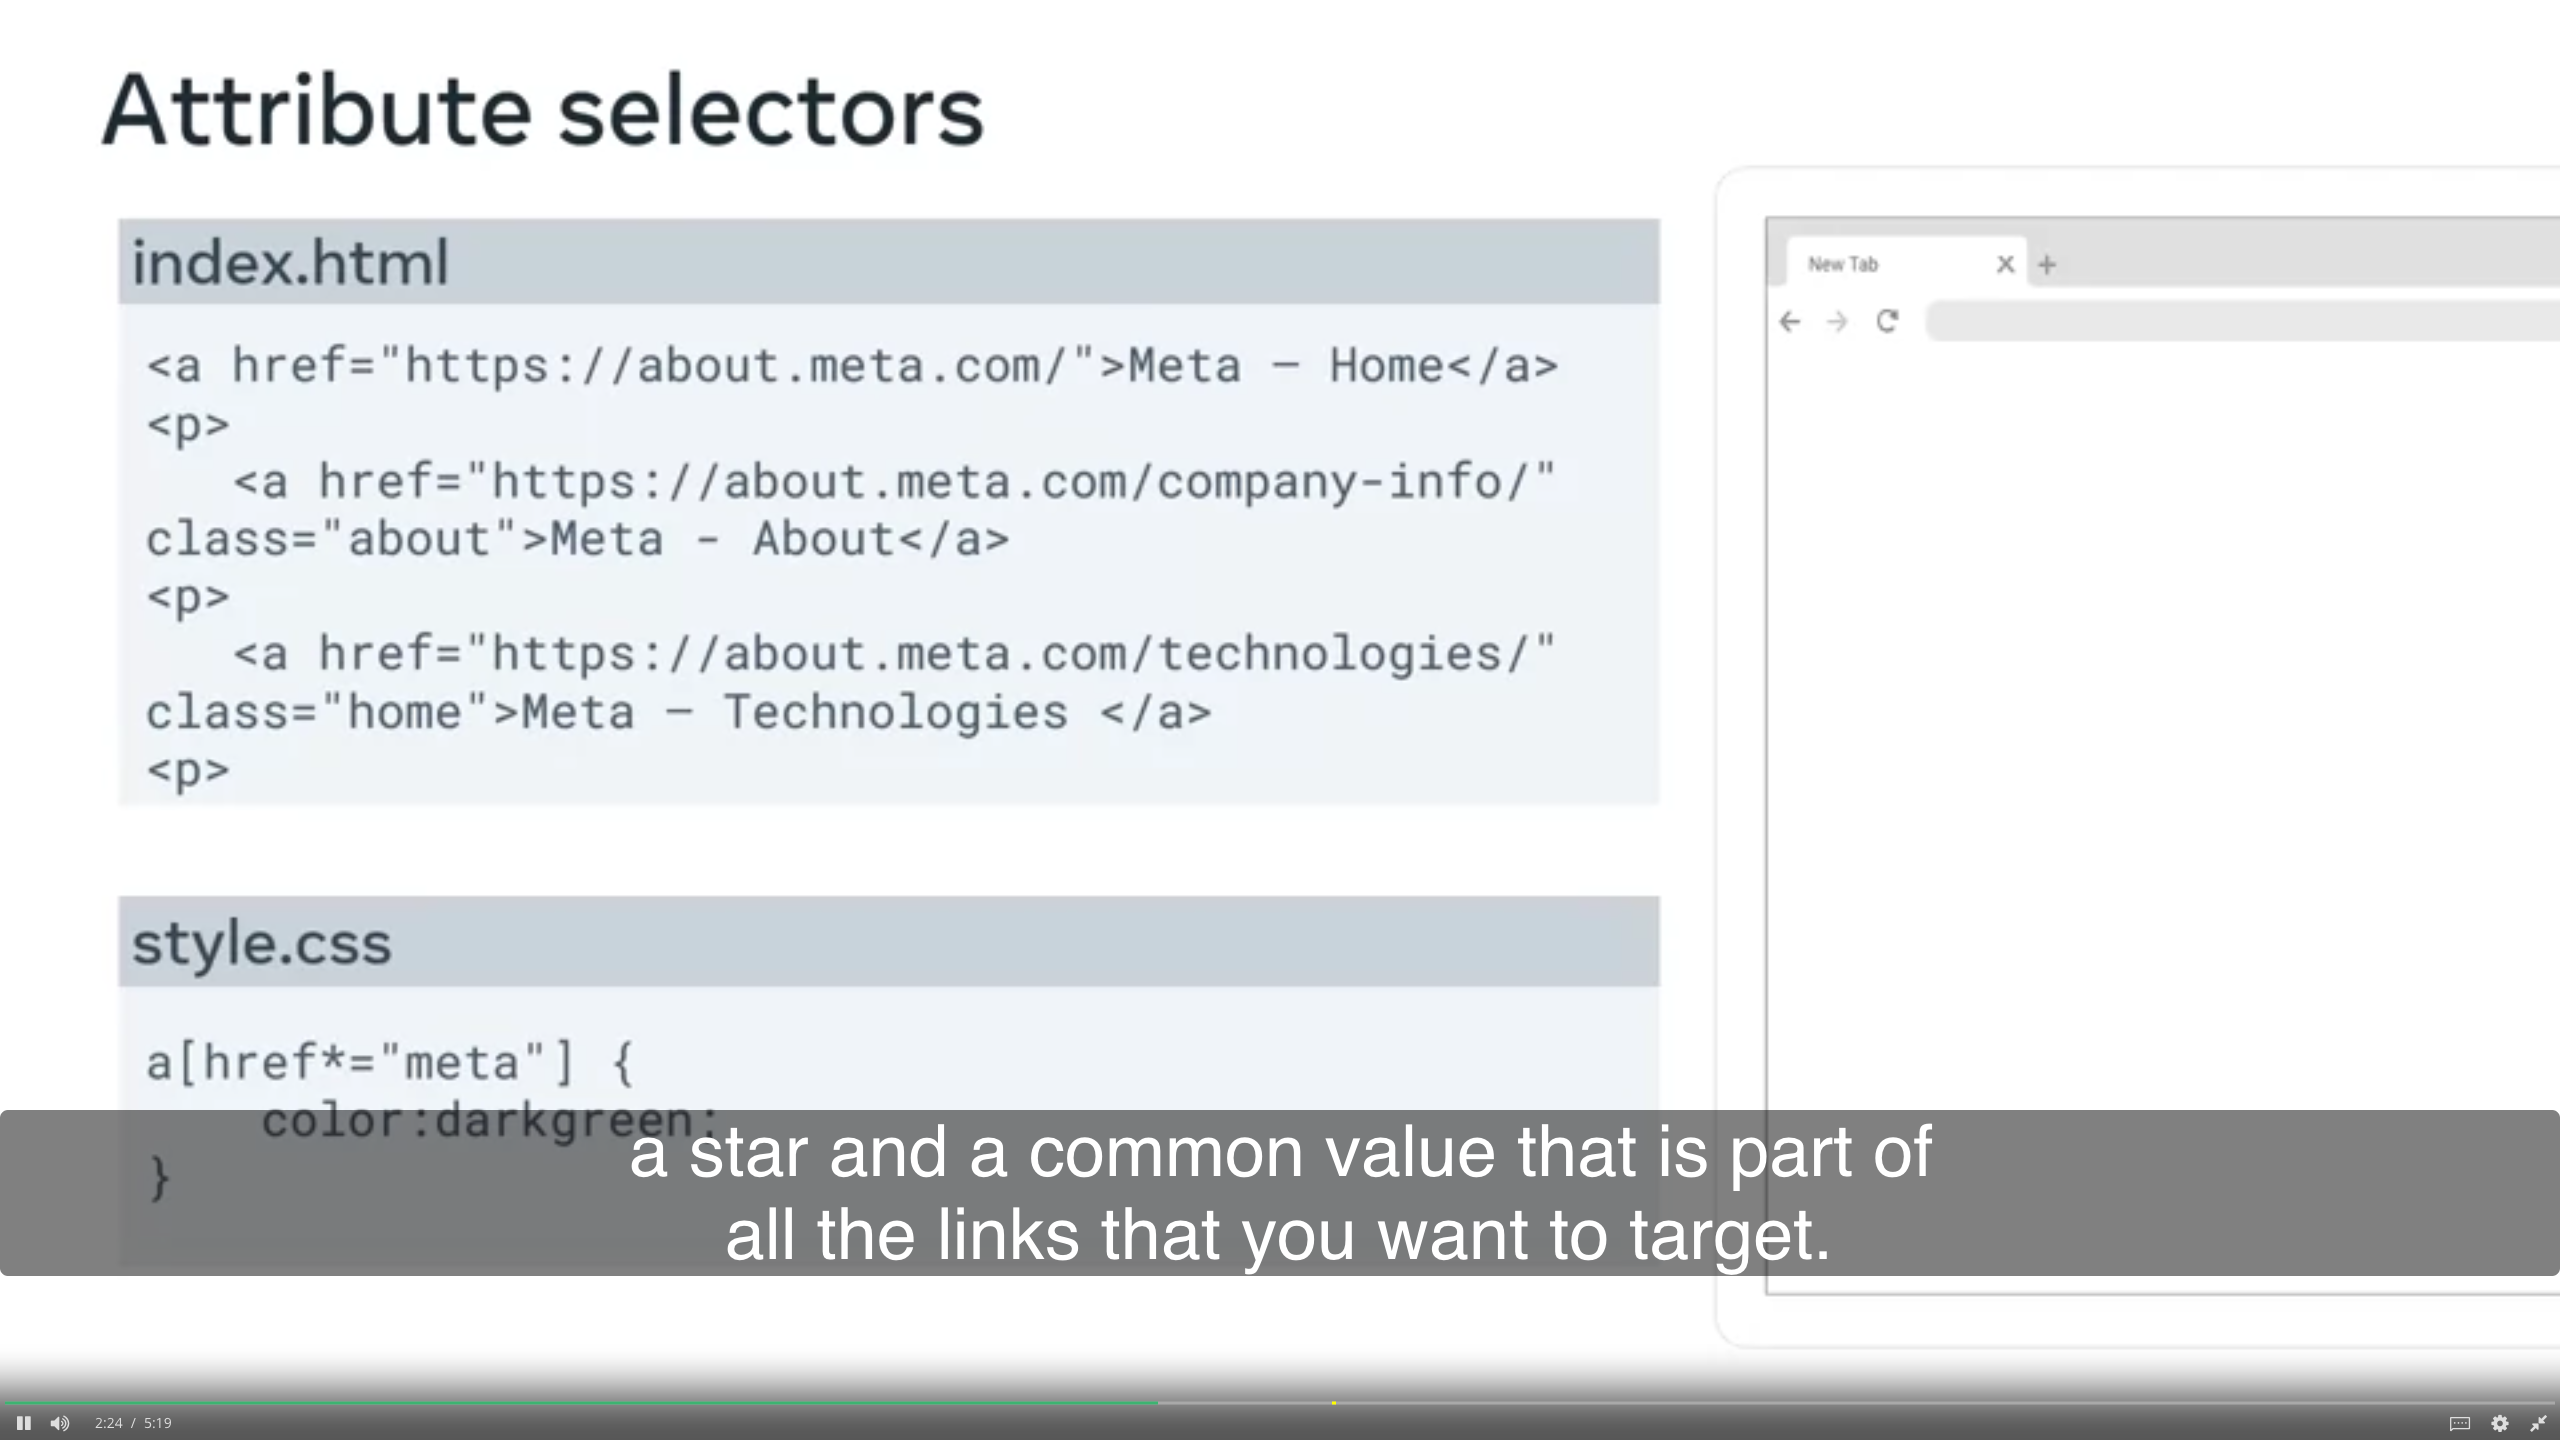 Attribute selectors
index.html
<a href="https://about.meta.com/">Meta – Home</a>
<p>
   <a href="https://about.meta.com/company-info/"
class="about">Meta - About</a>
<p>
   <a href="https://about.meta.com/technologies/"
class="home">Meta – Technologies </a>
<p>
style.css
a[href*="meta"] {
    color:darkgreen;
}
New Tab
a star and a common value that is part of
all the links that you want to target.
2:24 / 5:19